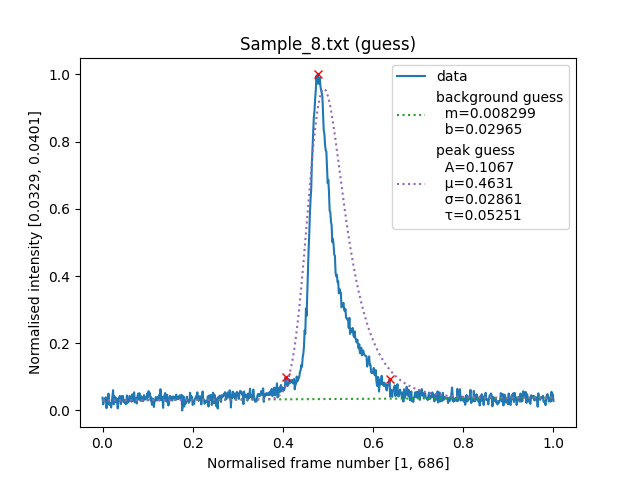 Sample_8.txt (guess)
data
background guess
m=0.008299
b=0.02965
peak guess
A=0.1067
μ=0.4631
σ=0.02861
τ=0.05251
Normalised intensity [0.0329, 0.0401]
1.0
0.8
0.6
0.4
0.2
0.0
0.0 0.2 0.4 0.6 0.8 1.0
Normalised frame number [1, 686]